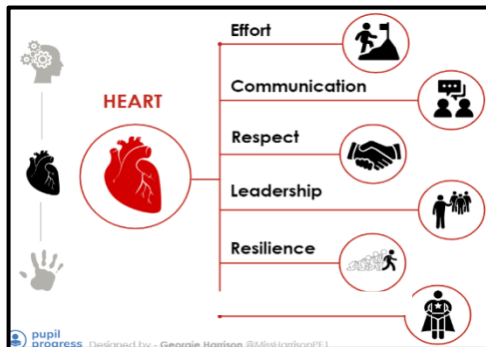 Effort
Communication
HEART
Respect
Leadership
Resilience
pupil
progress Designed by - Georgie Harrison @MissHarrisonPE1